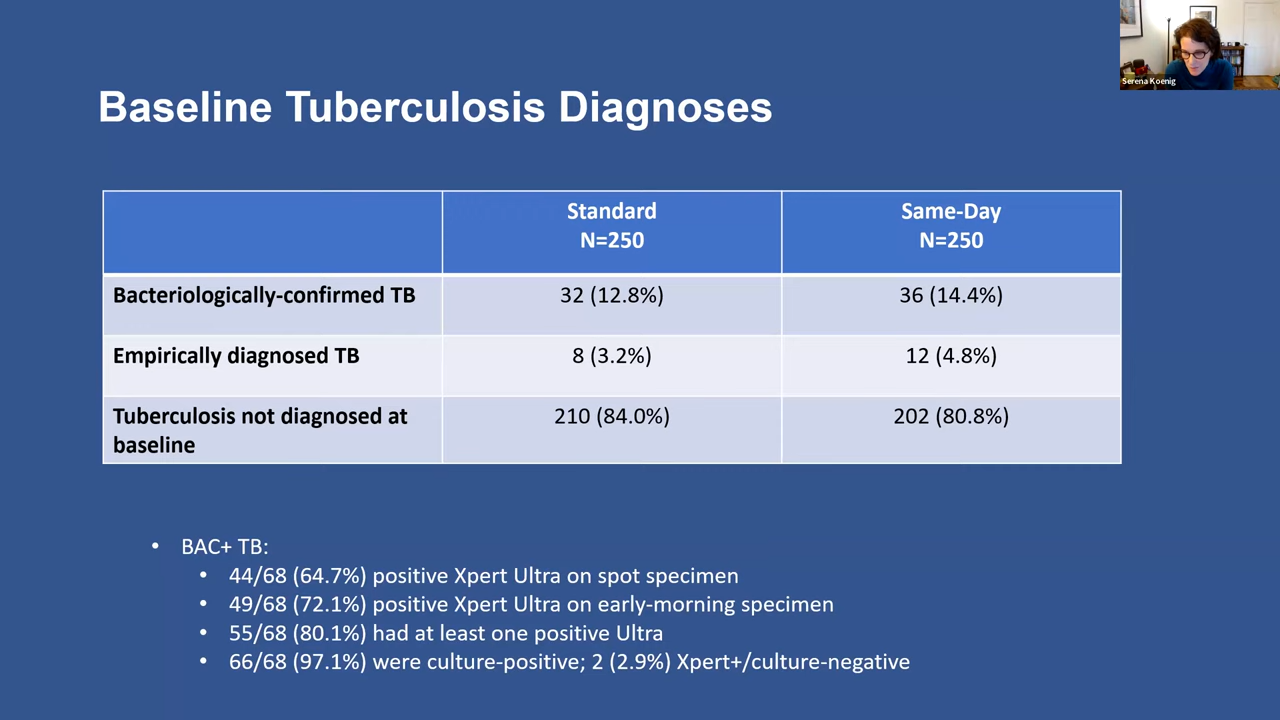 Serena Koenig
Baseline Tuberculosis Diagnoses
Standard
N=250
Same-Day
N=250
Bacteriologically-confirmed TB
32 (12.8%)
36 (14.4%)
Empirically diagnosed TB
8 (3.2%)
12 (4.8%)
Tuberculosis not diagnosed at
baseline
210 (84.0%)
202 (80.8%)
• BAC+ TB:
• 44/68 (64.7%) positive Xpert Ultra on spot specimen
• 49/68 (72.1%) positive Xpert Ultra on early-morning specimen
• 55/68 (80.1%) had at least one positive Ultra
• 66/68 (97.1%) were culture-positive; 2 (2.9%) Xpert+/culture-negative